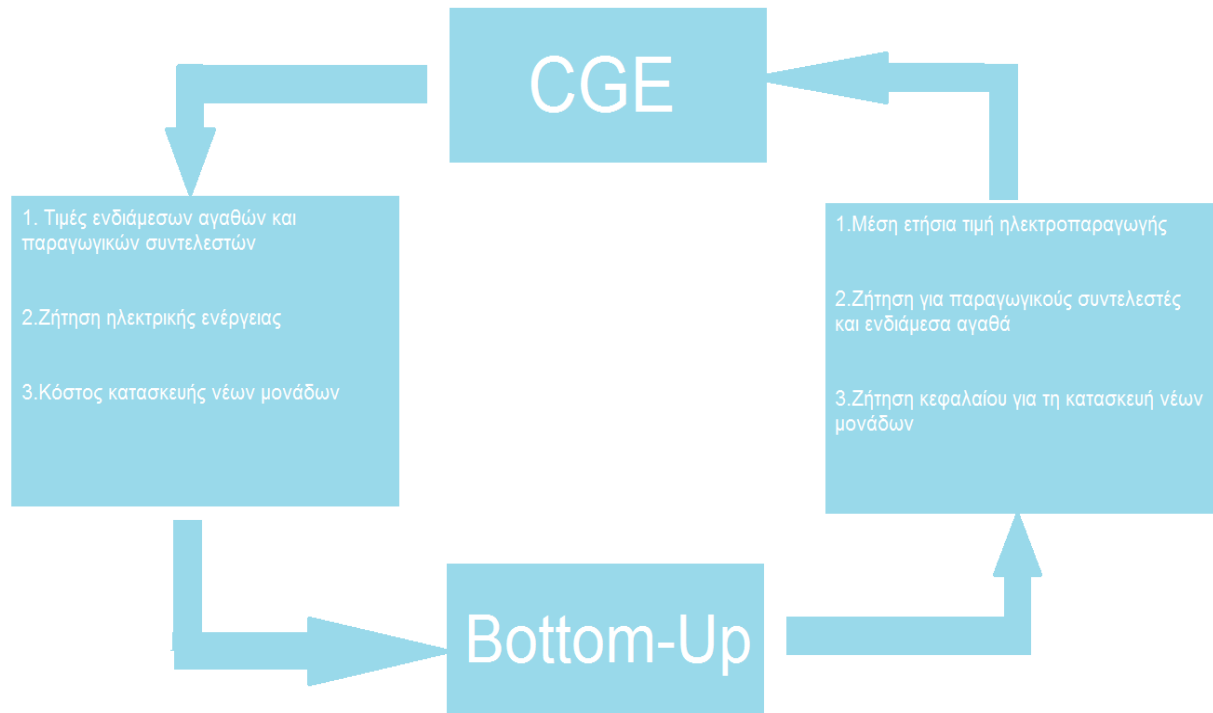 CGE
1. Τιμές ενδιάμεσων αγαθών και
παραγωγικών συντελεστών
2.Ζήτηση ηλεκτρικής ενέργειας
3.Κόστος κατασκευής νέων μονάδων
1.Μέση ετήσια τιμή ηλεκτροπαραγωγής
2.Ζήτηση για παραγωγικούς συντελεστές
και ενδιάμεσα αγαθά
3.Ζήτηση κεφαλαίου για τη κατασκευή νέων
μονάδων
Bottom-Up